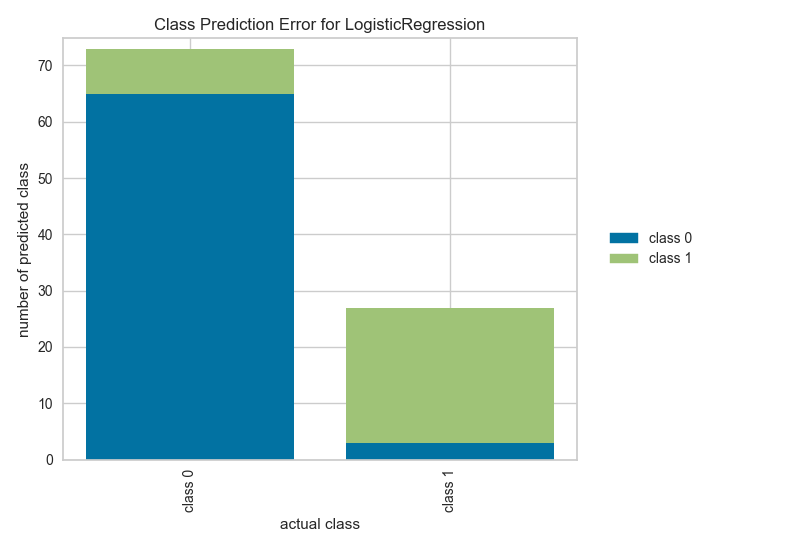 Class Prediction Error for LogisticRegression
number of predicted class
70
60
50
40
30
20
10
0
class 0
class 1
actual class
class 0
class 1